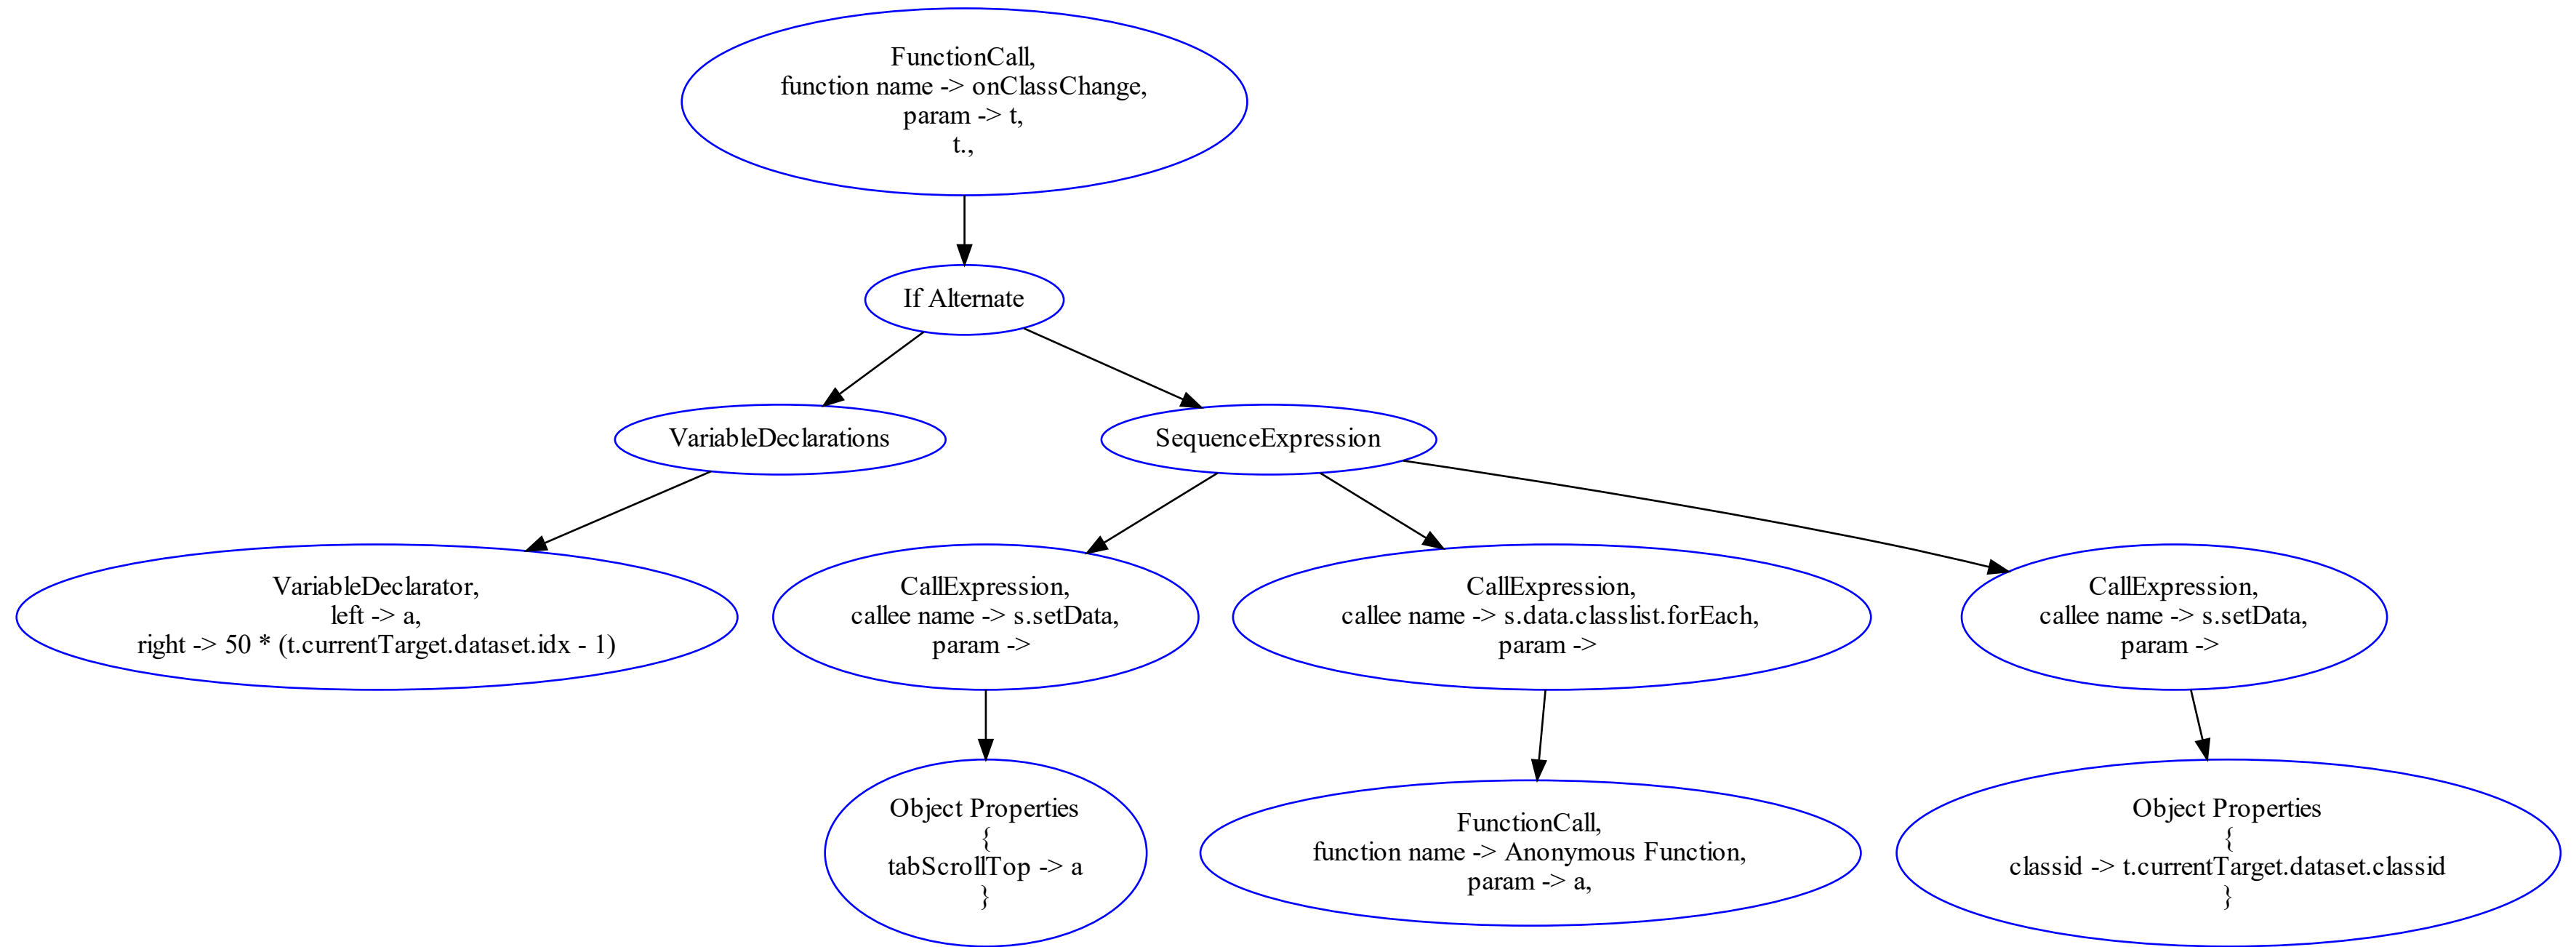 FunctionCall,
function name -> onClassChange,
param -> t,
t.,
If Alternate
VariableDeclarations
SequenceExpression
VariableDeclarator,
left -> a,
right -> 50 * (t.currentTarget.dataset.idx - 1)
CallExpression,
callee name -> s.setData,
param ->
CallExpression,
callee name -> s.data.classlist.forEach,
param ->
CallExpression,
callee name -> s.setData,
param ->
Object Properties
{
tabScrollTop -> a
}
FunctionCall,
function name -> Anonymous Function,
param -> a,
Object Properties
{
classid -> t.currentTarget.dataset.classid
}